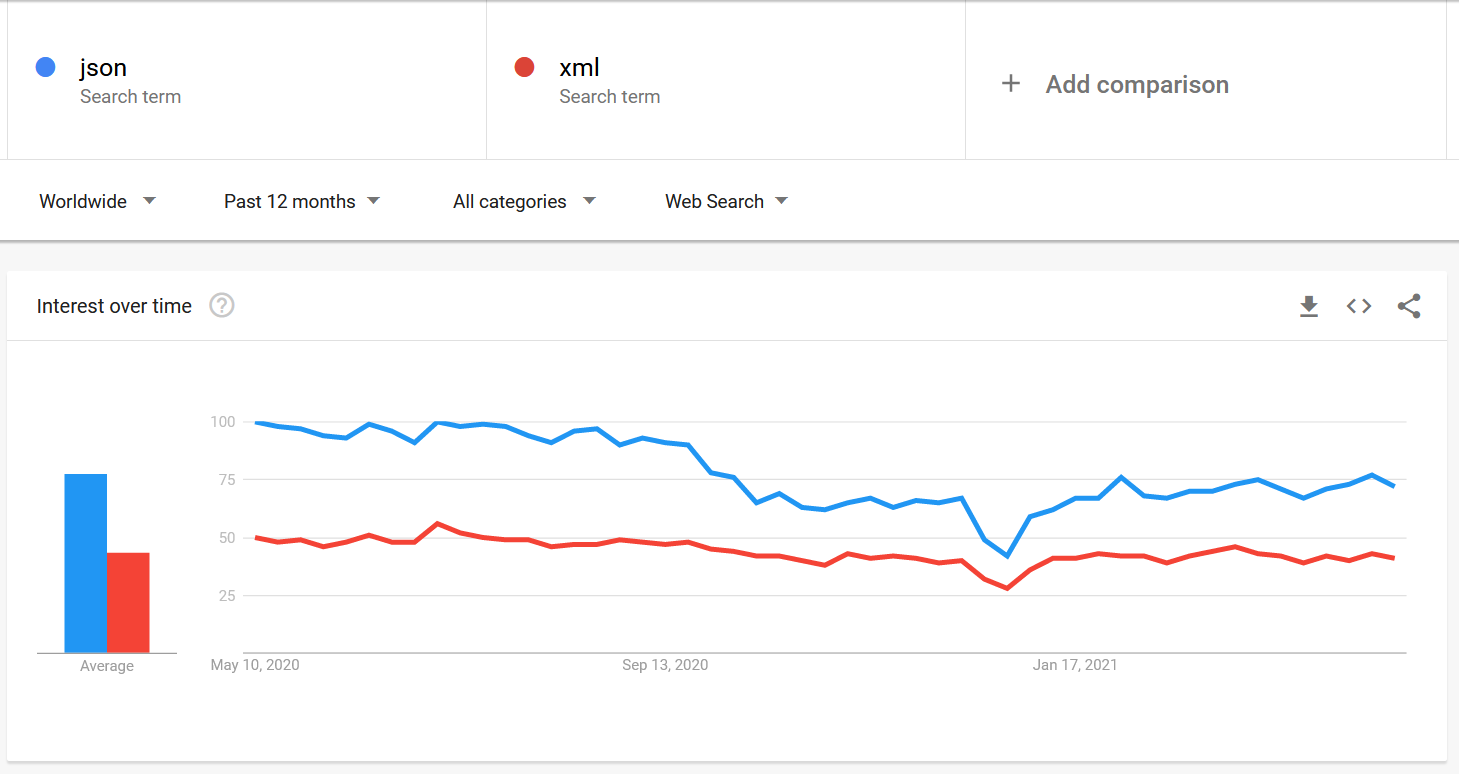 json
Search term
xml
Search term
+ Add comparison
Worldwide
Past 12 months
All categories
Web Search
Interest over time
?
100
75
50
25
Average
May 10, 2020
Sep 13, 2020
Jan 17, 2021